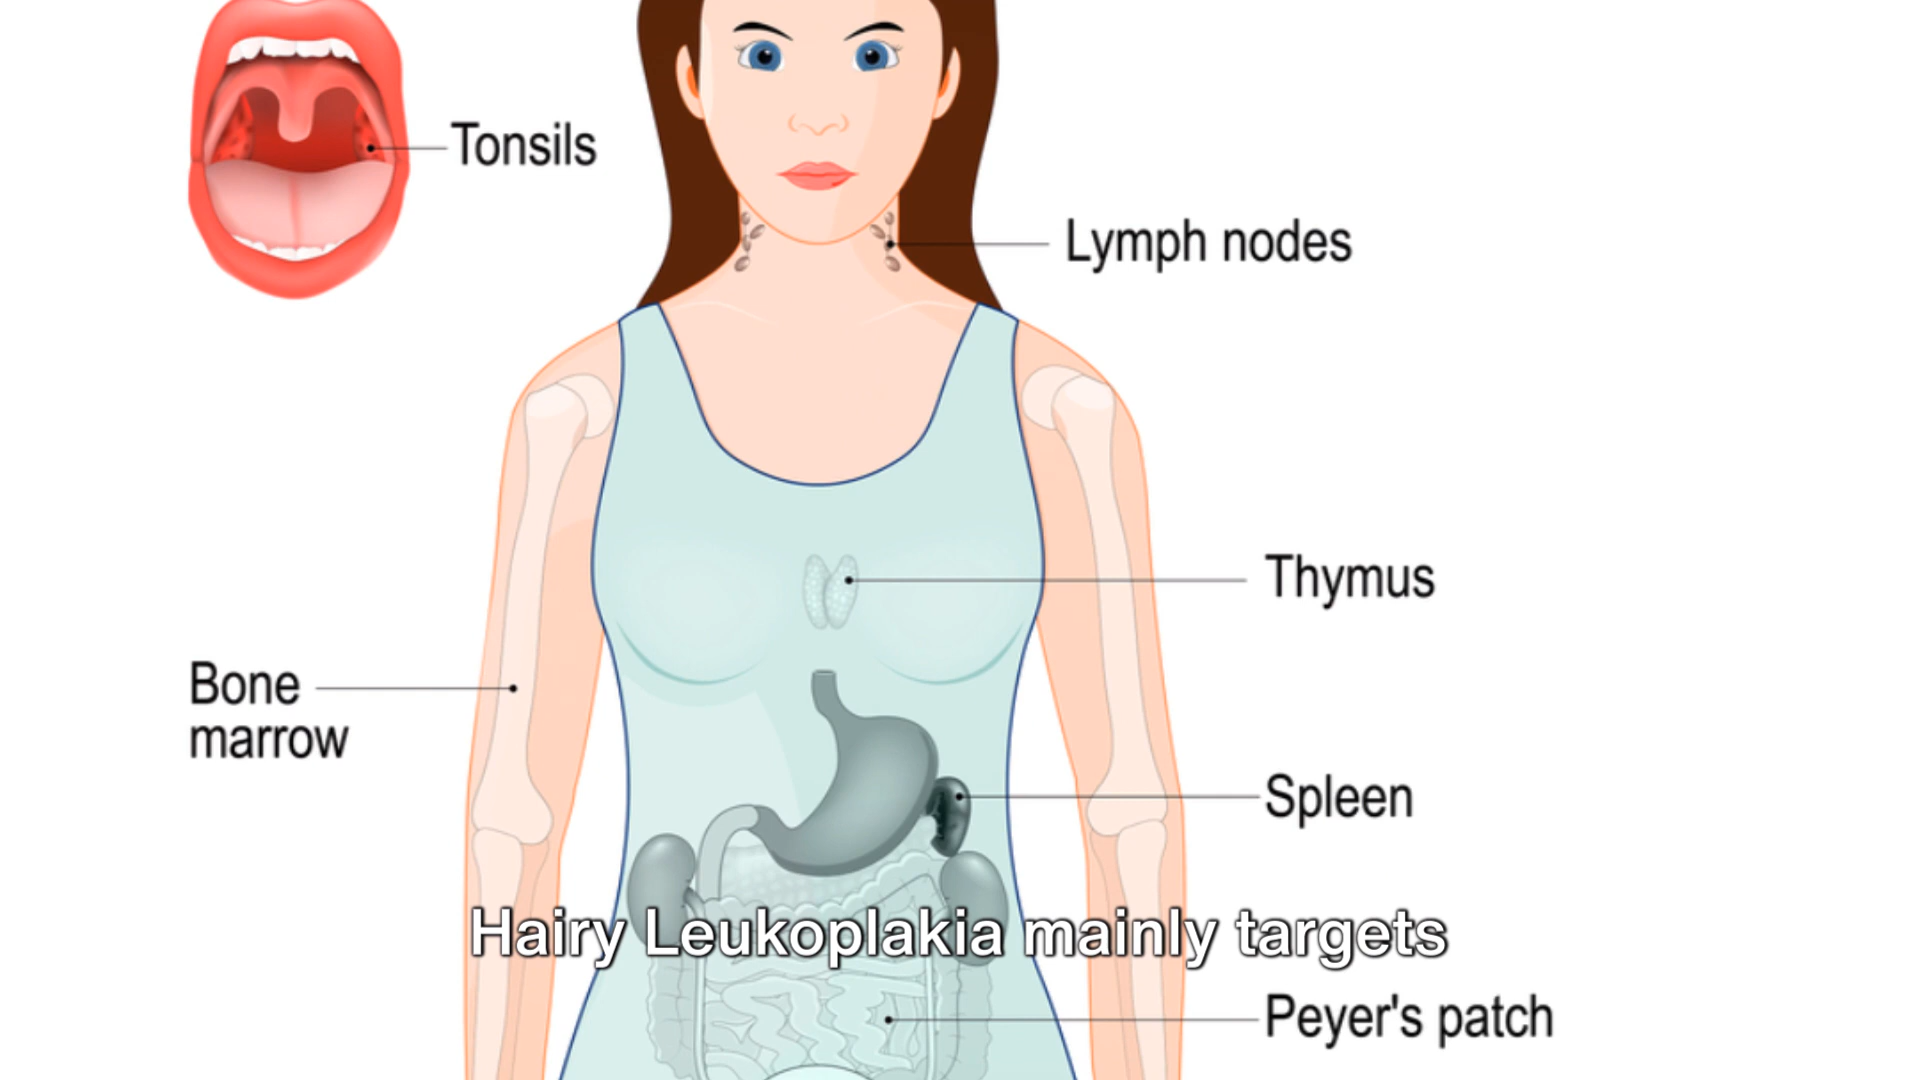 Tonsils
Lymph nodes
Thymus
Bone
marrow
Spleen
Hairy Leukoplakia mainly targets
Peyer's patch